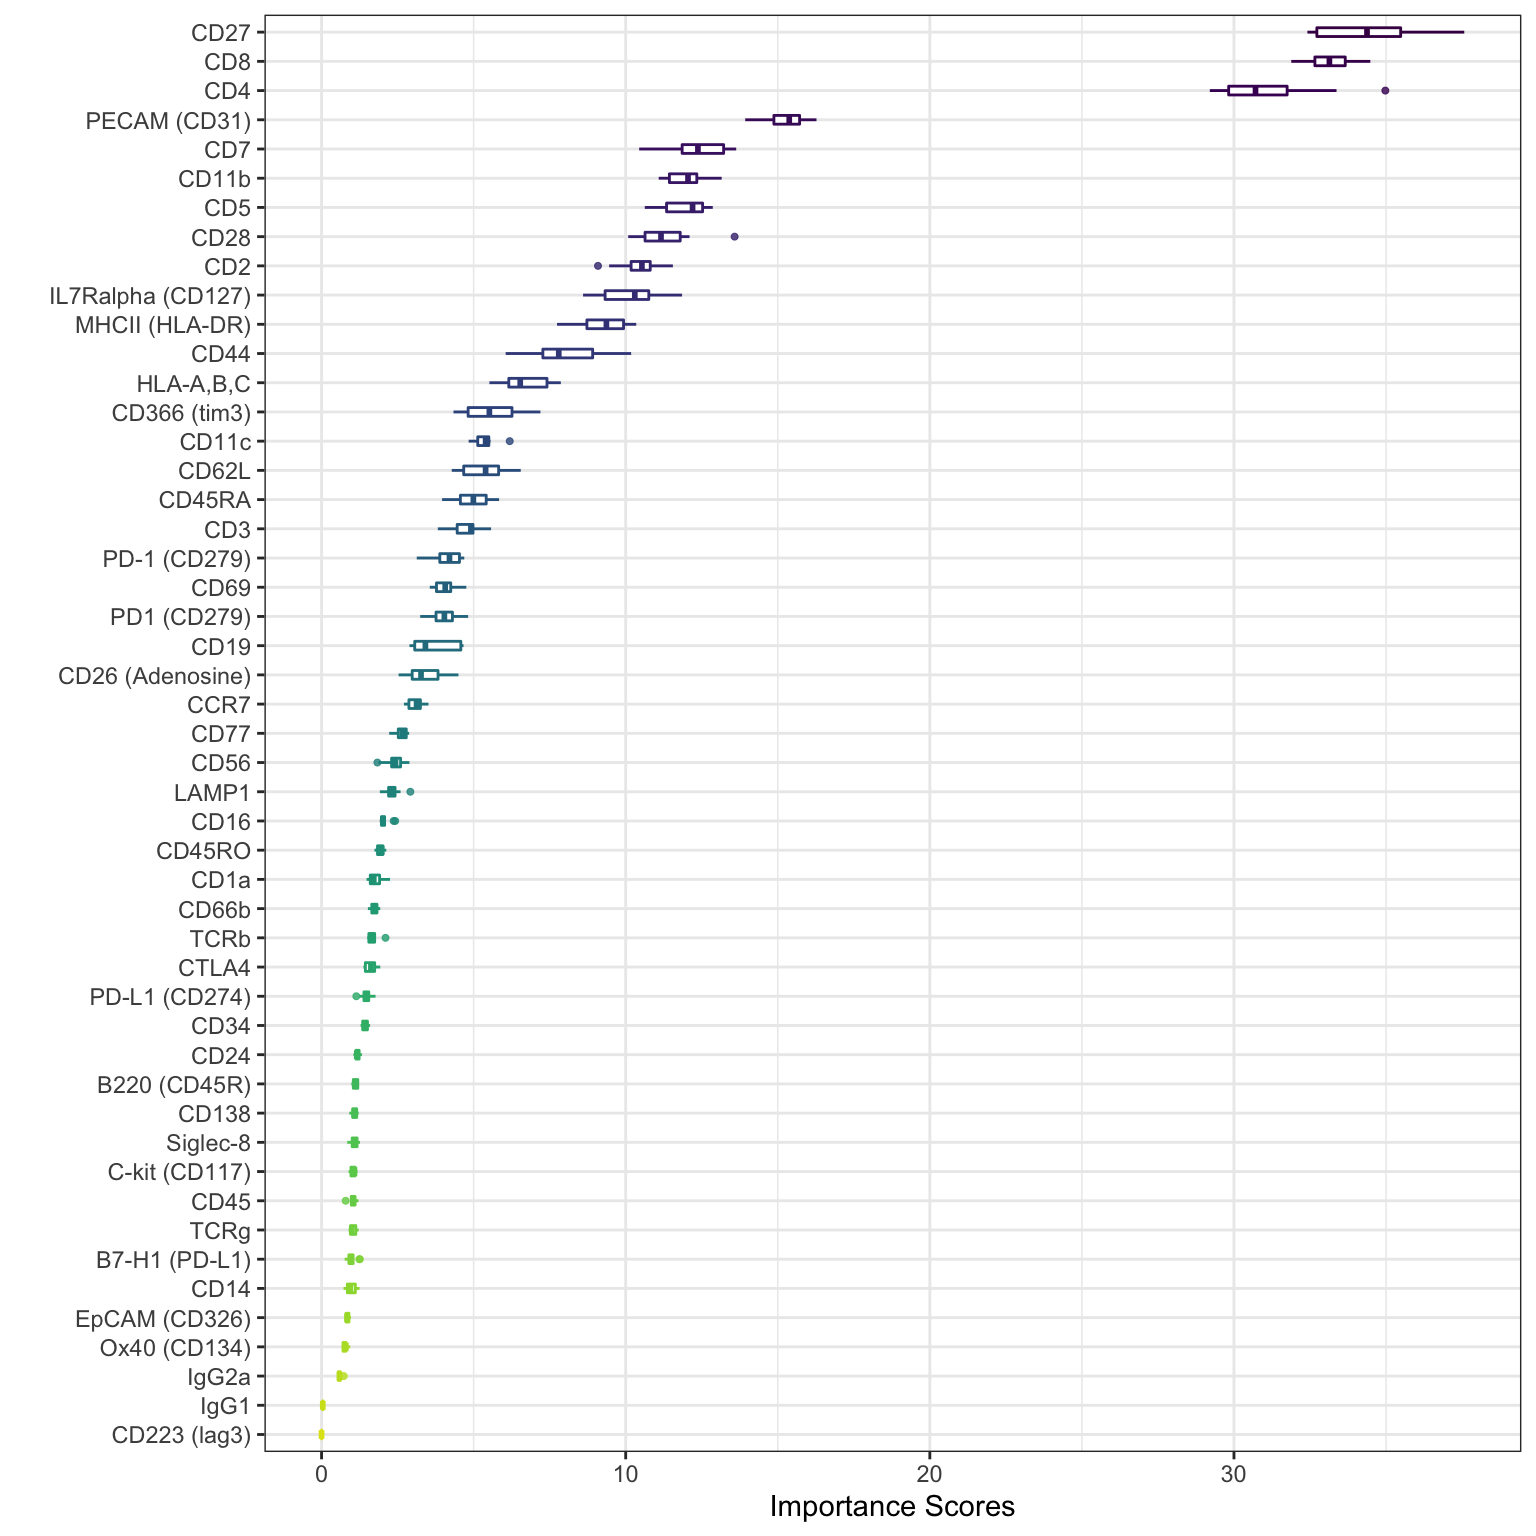 CD27
CD8
CD4
PECAM (CD31)
CD7
CD11b
CD5
CD28
CD2
IL7Ralpha (CD127)
MHCII (HLA-DR)
CD44
HLA-A,B,C
CD366 (tim3)
CD11c
CD62L
CD45RA
CD3
PD-1 (CD279)
CD69
PD1 (CD279)
CD19
CD26 (Adenosine)
CCR7
CD77
CD56
LAMP1
CD16
CD45RO
CD1a
CD66b
TCRb
CTLA4
PD-L1 (CD274)
CD34
CD24
B220 (CD45R)
CD138
Siglec-8
C-kit (CD117)
CD45
TCRg
B7-H1 (PD-L1)
CD14
EpCAM (CD326)
Ox40 (CD134)
IgG2a
IgG1
CD223 (lag3)
0 10 20 30
Importance Scores